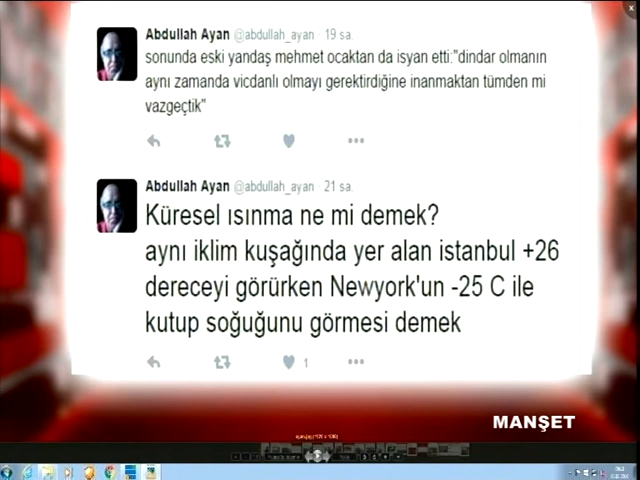 Abdullah Ayan @abdullah_ayan · 19 sa.
sonunda eski yandaş mehmet ocaktan da isyan etti:"dindar olmanın
aynı zamanda vicdanlı olmayı gerektirdiğine inanmaktan tümden mi
vazgeçtik"
Abdullah Ayan @abdullah_ayan · 21 sa.
Küresel ısınma ne mi demek?
aynı iklim kuşağında yer alan istanbul +26
dereceyi görürken Newyork'un -25 C ile
kutup soğuğunu görmesi demek
1
MANŞET